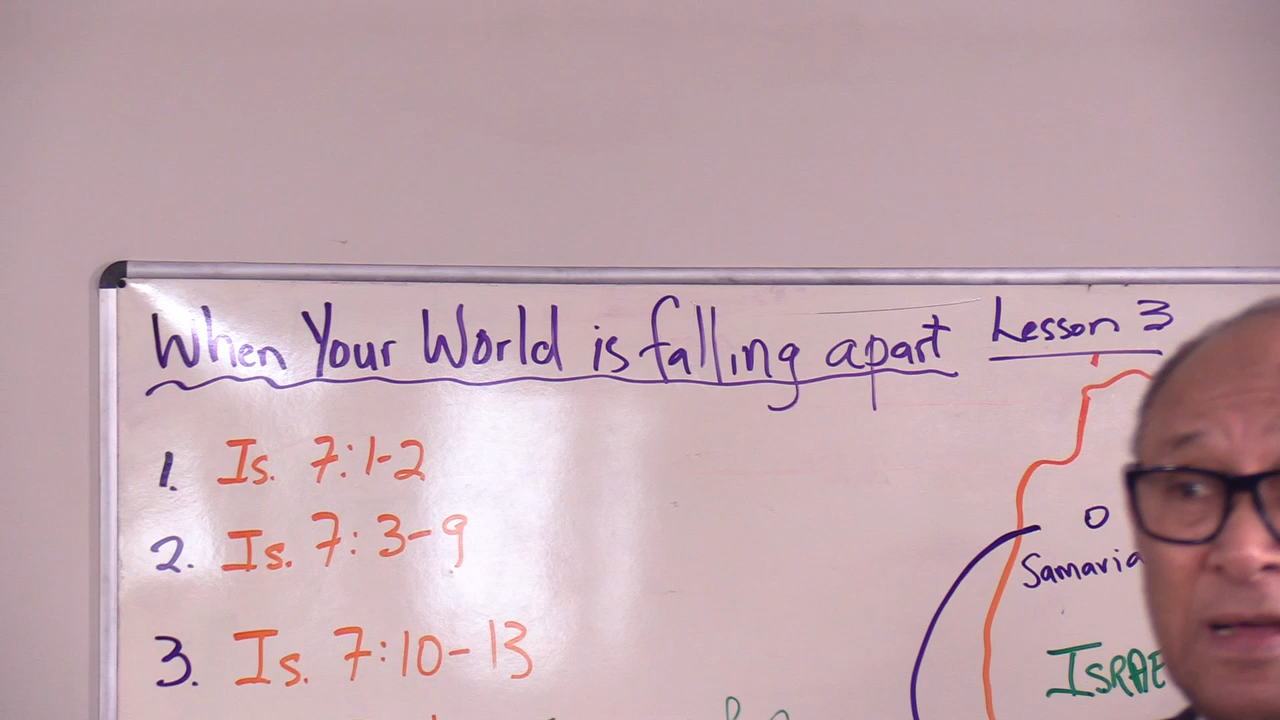 When Your World is falling apart Lesson 3
1. Is. 7:1-2
2. Is. 7:3-9
3. Is. 7:10-13
Samaria